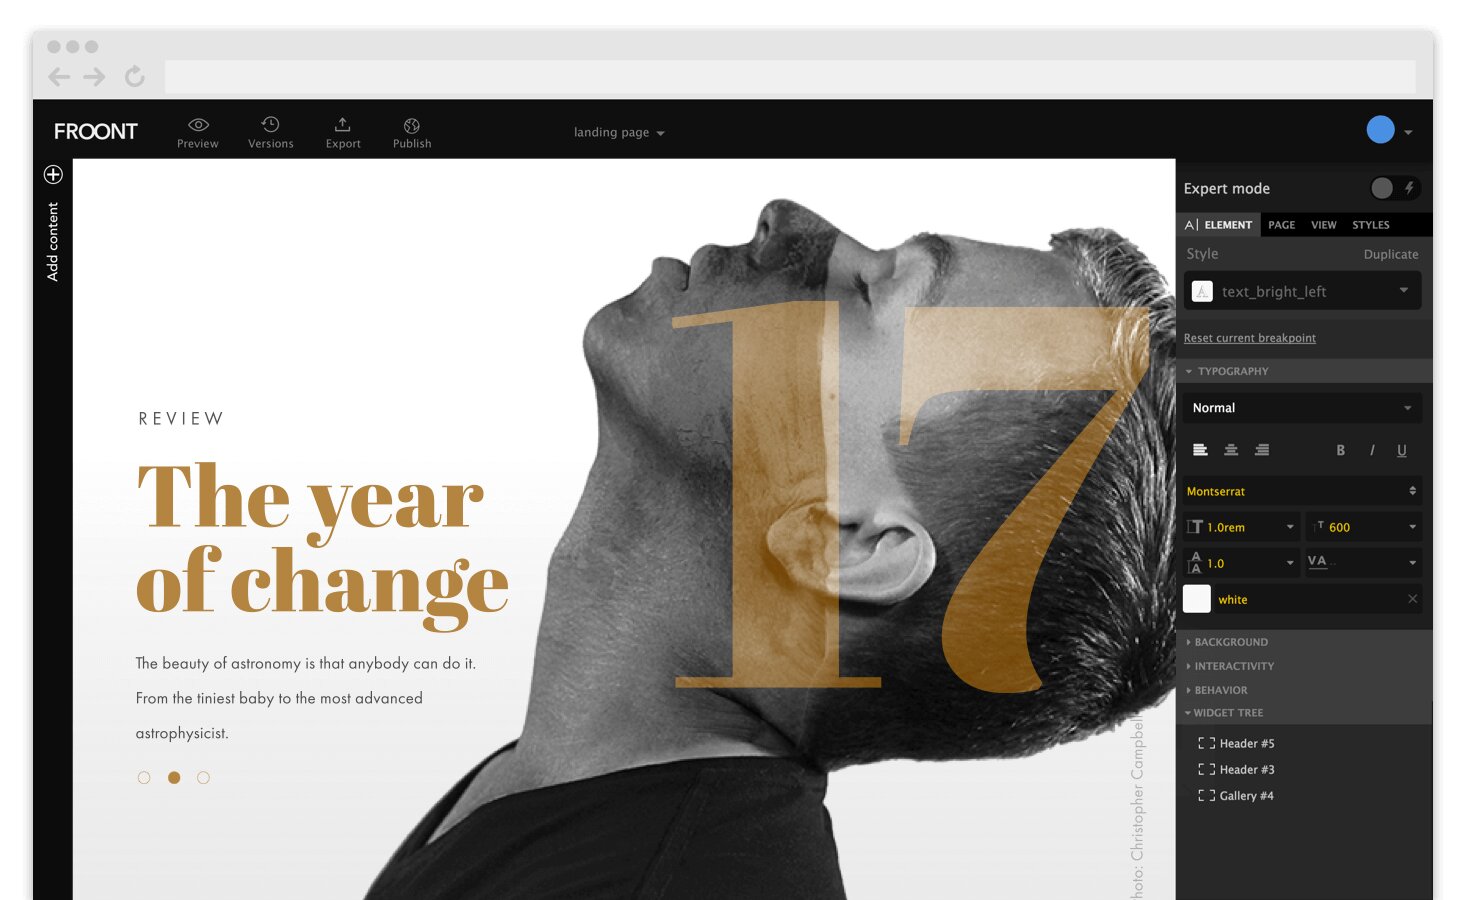 FROONT
Preview
Versions
Export
Publish
landing page
Add content
REVIEW
The year
of change
The beauty of astronomy is that anybody can do it.
From the tiniest baby to the most advanced
astrophysicist.
17
hoto: Christopher Campbell
Expert mode
A| ELEMENT PAGE VIEW STYLES
Style Duplicate
text_bright_left
Reset current breakpoint
TYPOGRAPHY
Normal
B I U
Montserrat
1.0rem 600
1.0 VA
white
BACKGROUND
INTERACTIVITY
BEHAVIOR
WIDGET TREE
Header #5
Header #3
Gallery #4